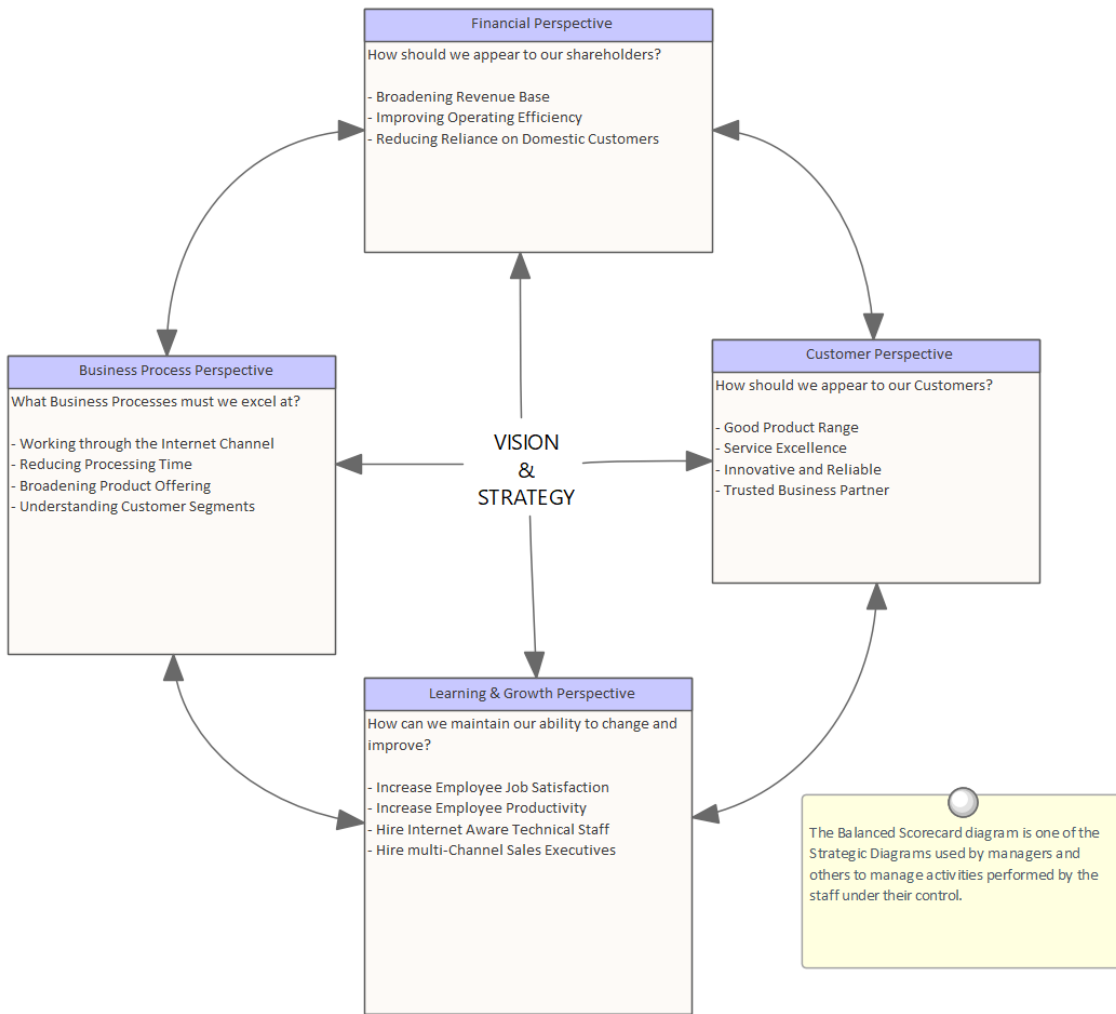 Financial Perspective
How should we appear to our shareholders?
- Broadening Revenue Base
- Improving Operating Efficiency
- Reducing Reliance on Domestic Customers
Business Process Perspective
What Business Processes must we excel at?
- Working through the Internet Channel
- Reducing Processing Time
- Broadening Product Offering
- Understanding Customer Segments
VISION
&
STRATEGY
Customer Perspective
How should we appear to our Customers?
- Good Product Range
- Service Excellence
- Innovative and Reliable
- Trusted Business Partner
Learning & Growth Perspective
How can we maintain our ability to change and
improve?
- Increase Employee Job Satisfaction
- Increase Employee Productivity
- Hire Internet Aware Technical Staff
- Hire multi-Channel Sales Executives
The Balanced Scorecard diagram is one of the
Strategic Diagrams used by managers and
others to manage activities performed by the
staff under their control.